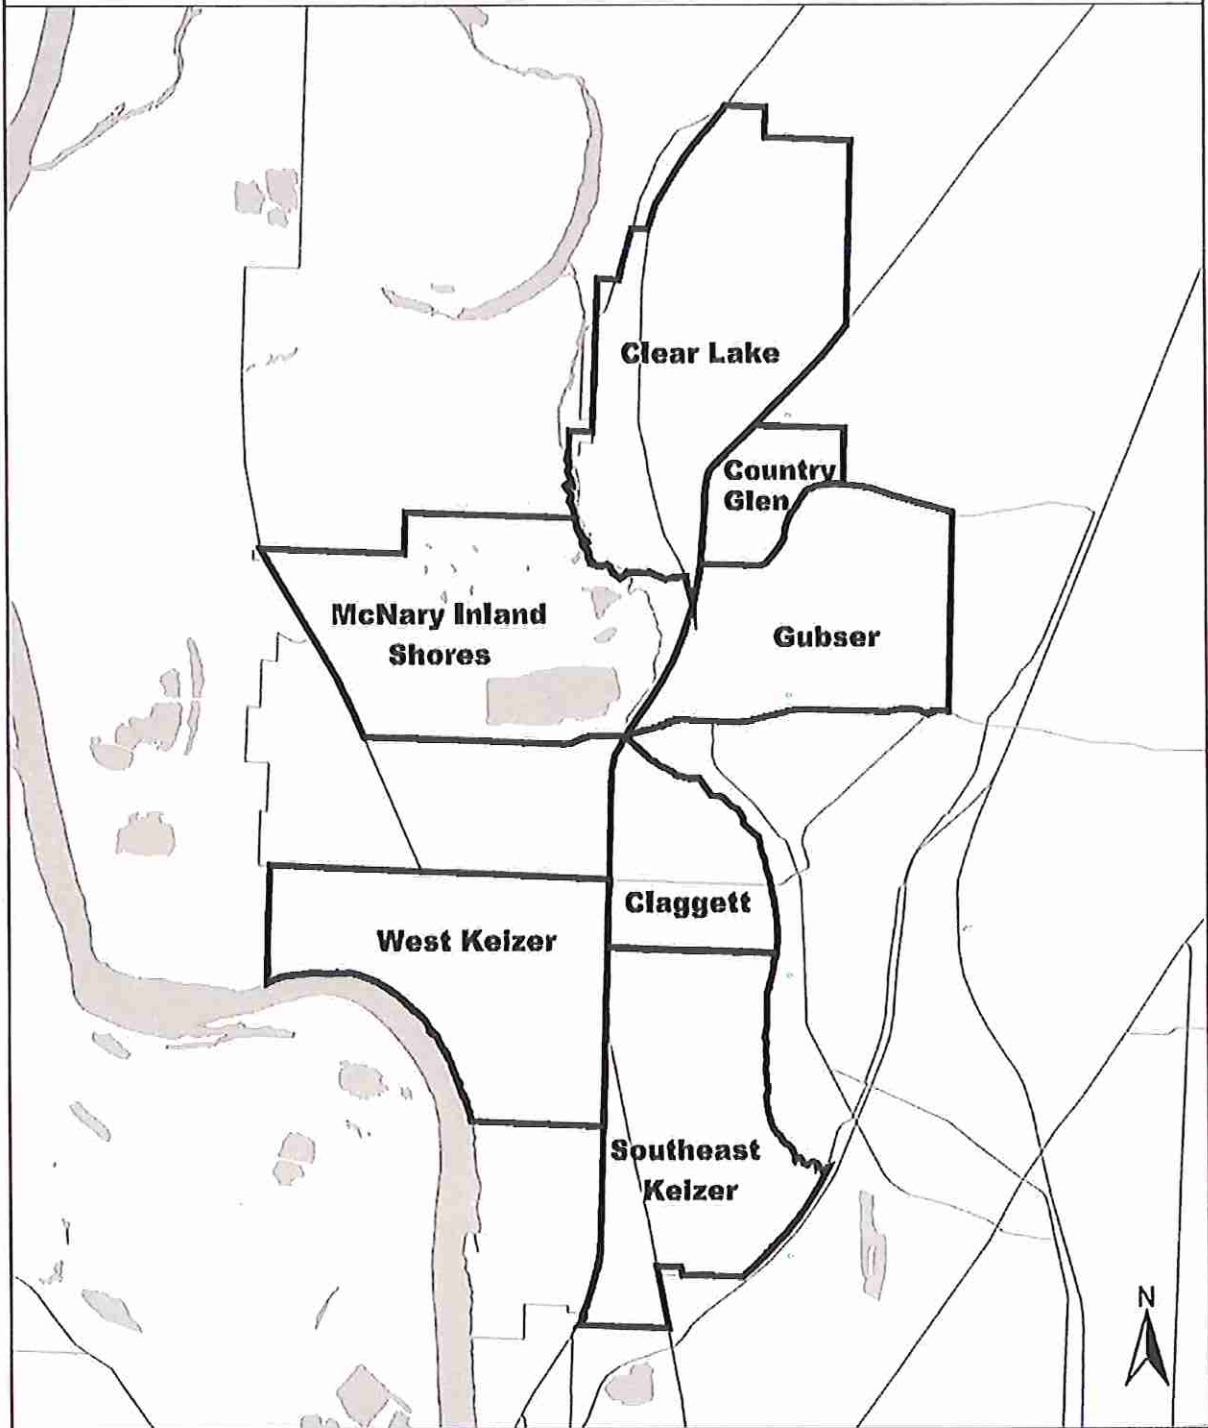 Clear Lake
Country
Glen
McNary Inland
Shores
Gubser
Claggett
West Keizer
Southeast
Keizer
N